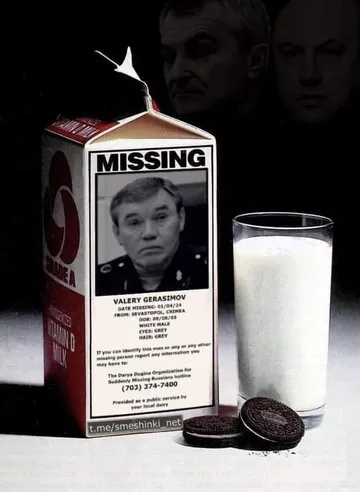 MISSING
VALERY GERASIMOV
DATE MISSING: 01/04/24
FROM: SEVASTOPOL, CRIMEA
DOB: 09/08/55
WHITE MALE
EYES: GREY
HAIR: GREY
If you can identify this man or any or any other
missing person report any information you
may have to:
The Darya Dugina Organization for
Suddenly Missing Russians hotline
(703) 374-7400
Provided as a public service by
your local dairy
t.me/smeshinki_net
VITAMIN D MILK
GRADE A
VITAMIN D
MILK